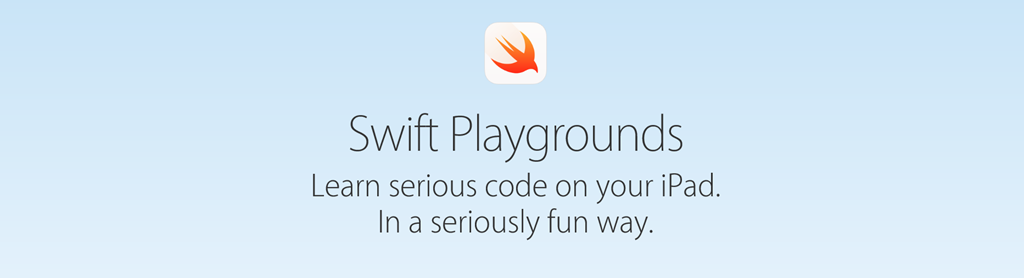 Swift Playgrounds
Learn serious code on your iPad.
In a seriously fun way.